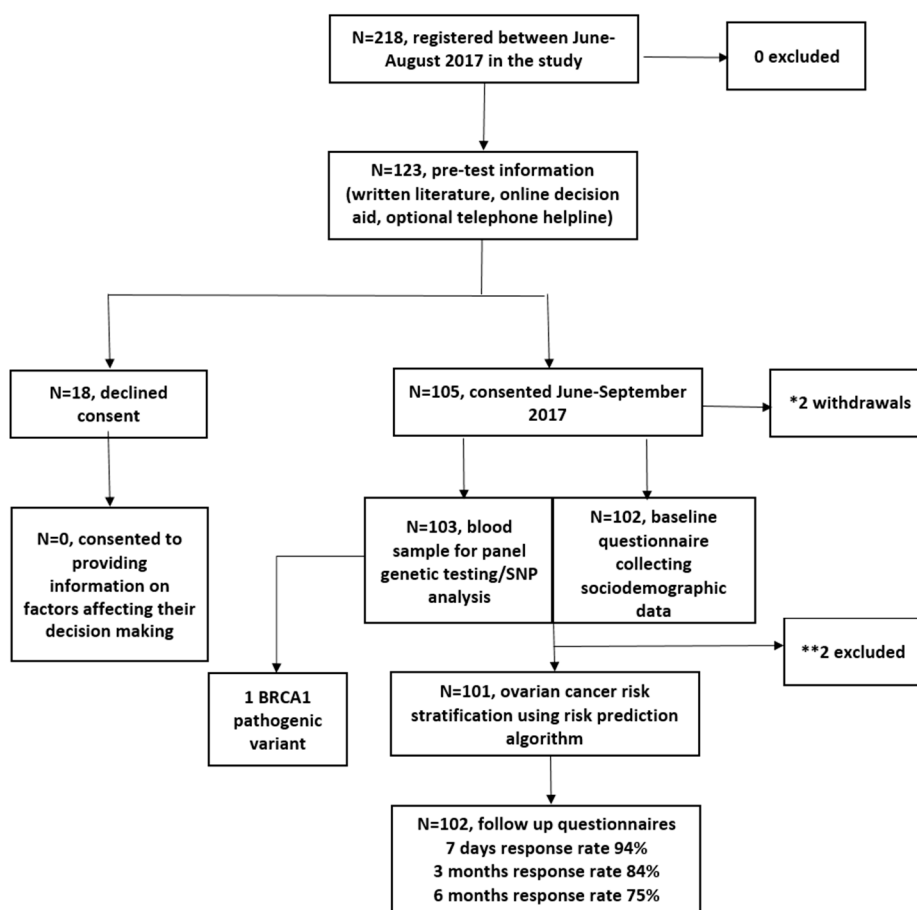 N=218, registered between June-
August 2017 in the study
0 excluded
N=123, pre-test information
(written literature, online decision
aid, optional telephone helpline)
N=18, declined
consent
N=105, consented June-September
2017
*2 withdrawals
N=0, consented to
providing
information on
factors affecting their
decision making
N=103, blood
sample for panel
genetic testing/SNP
analysis
N=102, baseline
questionnaire
collecting
sociodemographic
data
**2 excluded
1 BRCA1
pathogenic
variant
N=101, ovarian cancer risk
stratification using risk prediction
algorithm
N=102, follow up questionnaires
7 days response rate 94%
3 months response rate 84%
6 months response rate 75%